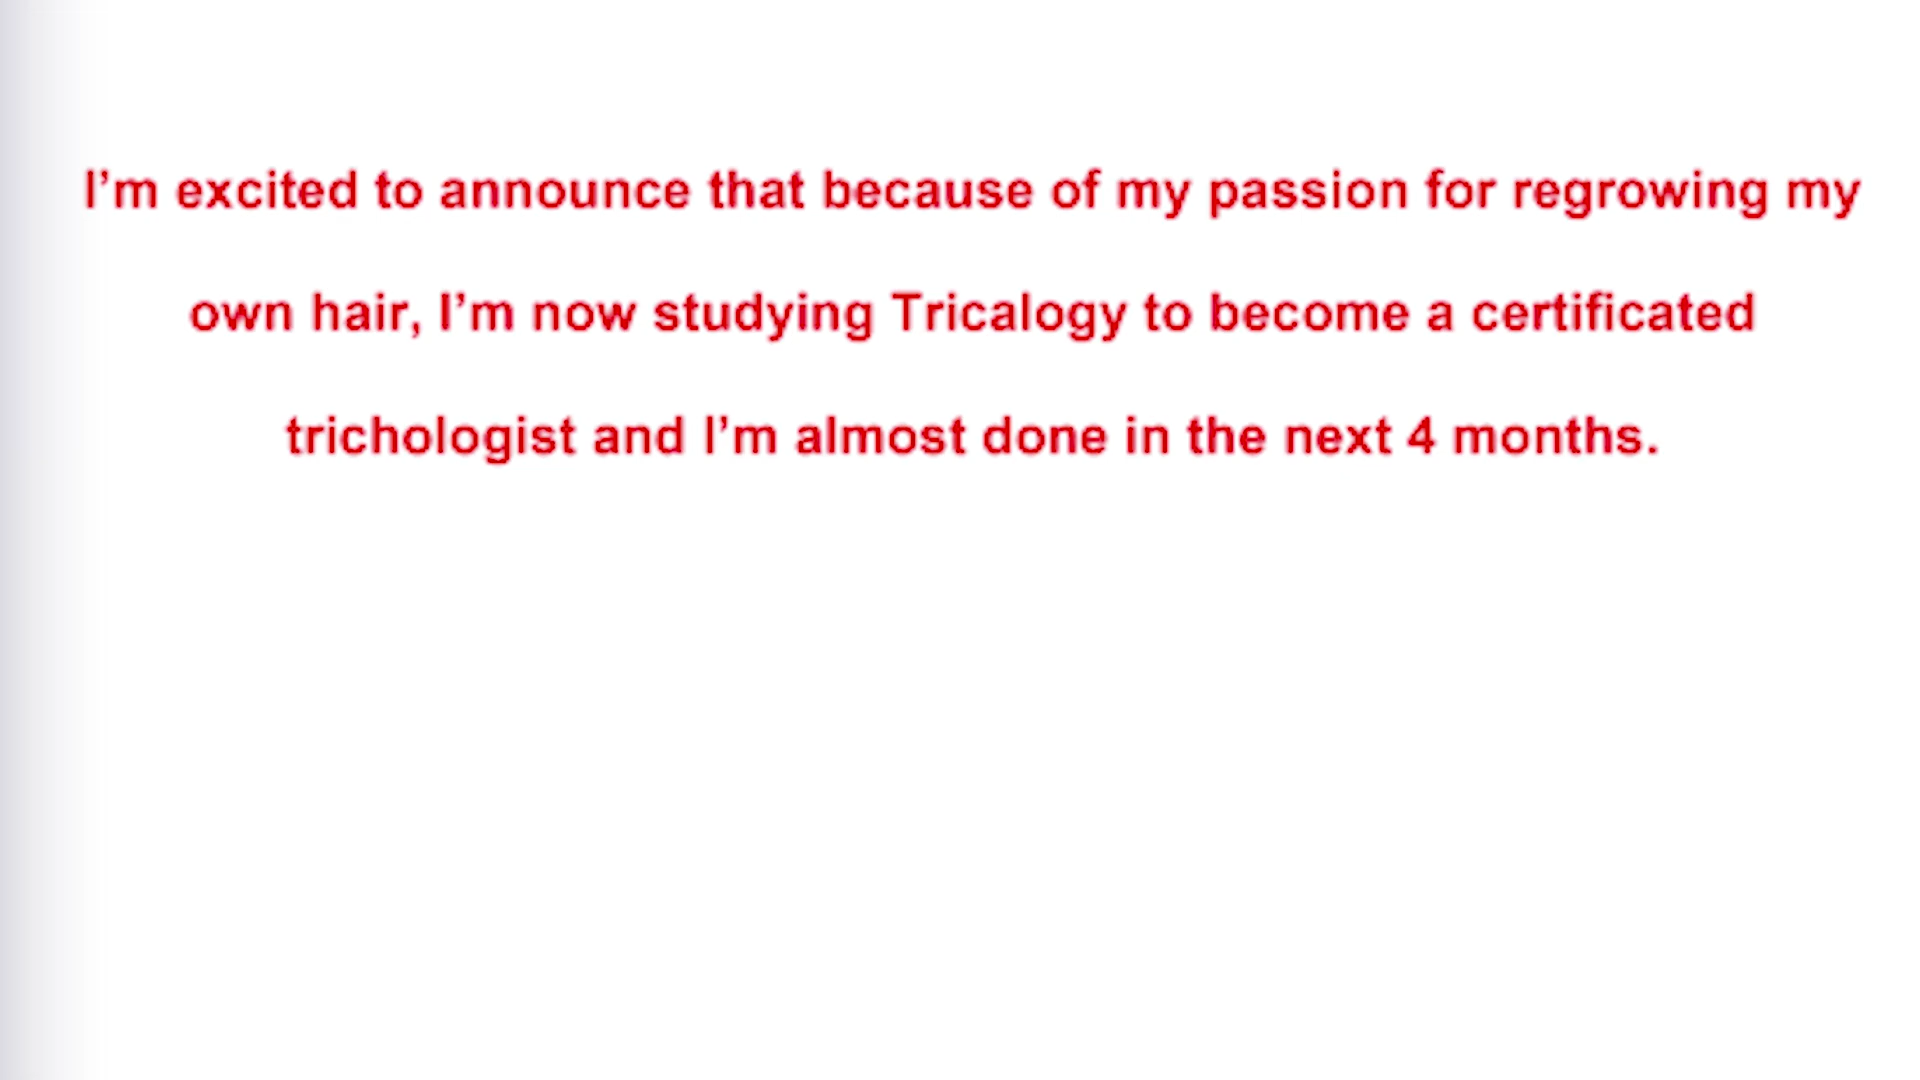 I’m excited to announce that because of my passion for regrowing my
own hair, I’m now studying Tricalogy to become a certificated
trichologist and I’m almost done in the next 4 months.